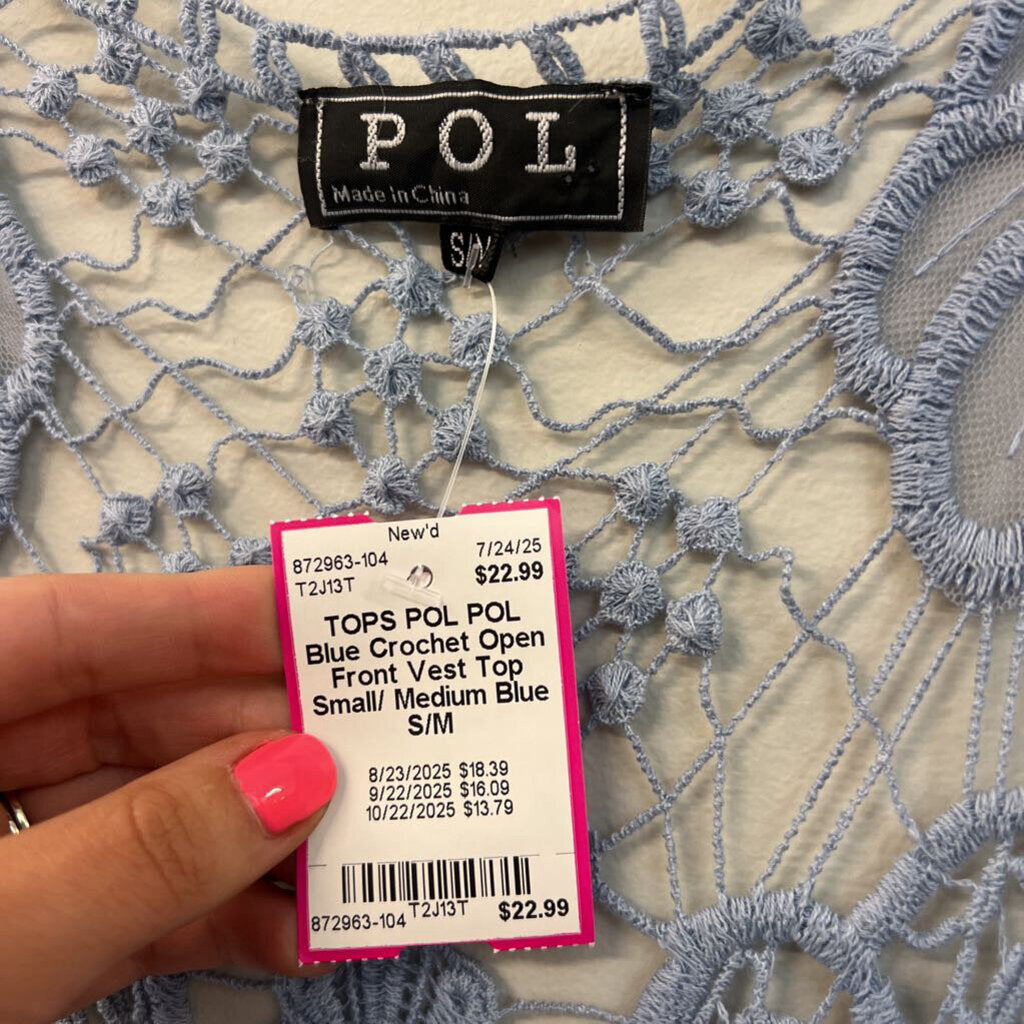 POL
Made in China
S/M
New'd
872963-104 7/24/25
T2J13T $22.99
TOPS POL POL
Blue Crochet Open
Front Vest Top
Small/ Medium Blue
S/M
8/23/2025 $18.39
9/22/2025 $16.09
10/22/2025 $13.79
872963-104 T2J13T $22.99